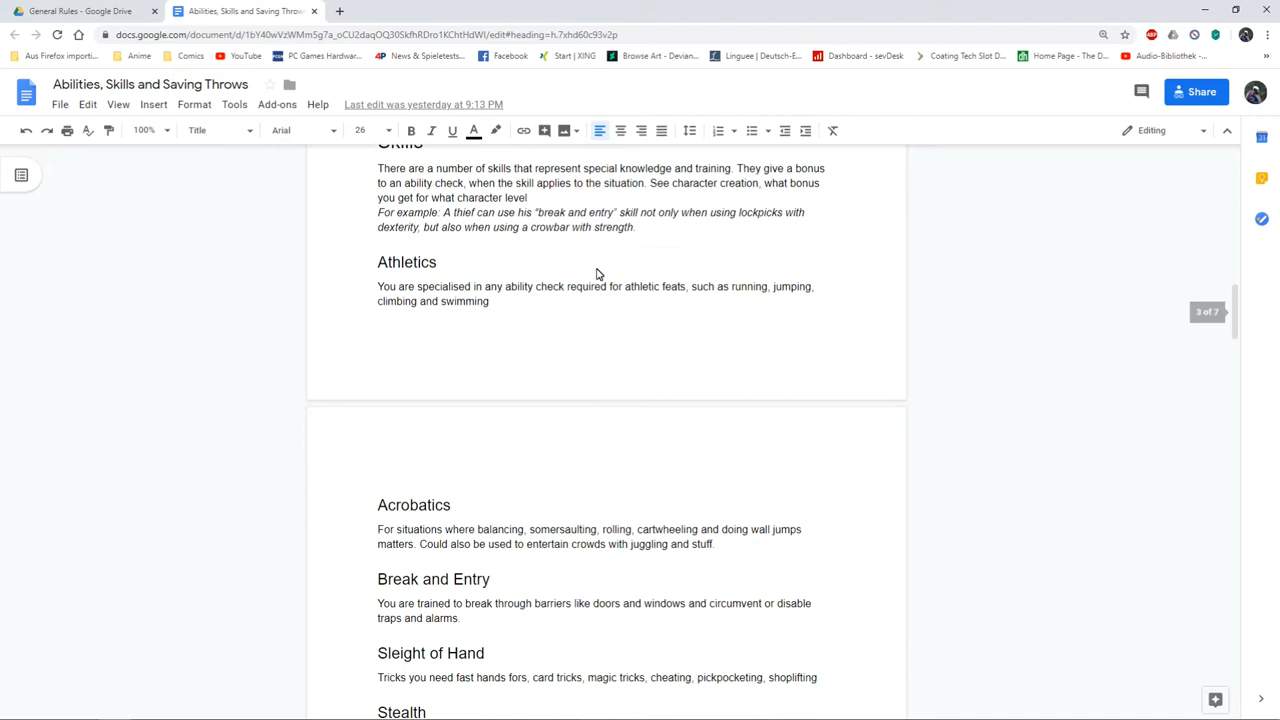 General Rules - Google Drive
Abilities, Skills and Saving Throws
docs.google.com/document/d/1bY40wVzWMm5g7a_oCU2daqOQ30SkfhRDro1KChtHdWI/edit#heading=h.7xhd60c93v2p
Aus Firefox importi... Anime Comics YouTube PC Games Hardwar... News & Spieletests... Facebook Start | XING Browse Art - Devian... Linguee | Deutsch-E... Dashboard - sevDesk Coating Tech Slot D... Home Page - The D... Audio-Bibliothek -... »
Abilities, Skills and Saving Throws
Share
File Edit View Insert Format Tools Add-ons Help Last edit was yesterday at 9:13 PM
100% Title Arial 26 B I U A Editing
Skills
There are a number of skills that represent special knowledge and training. They give a bonus
to an ability check, when the skill applies to the situation. See character creation, what bonus
you get for what character level
For example: A thief can use his “break and entry” skill not only when using lockpicks with
dexterity, but also when using a crowbar with strength.
Athletics
You are specialised in any ability check required for athletic feats, such as running, jumping,
climbing and swimming
3 of 7
Acrobatics
For situations where balancing, somersaulting, rolling, cartwheeling and doing wall jumps
matters. Could also be used to entertain crowds with juggling and stuff.
Break and Entry
You are trained to break through barriers like doors and windows and circumvent or disable
traps and alarms.
Sleight of Hand
Tricks you need fast hands fors, card tricks, magic tricks, cheating, pickpocketing, shoplifting
Stealth